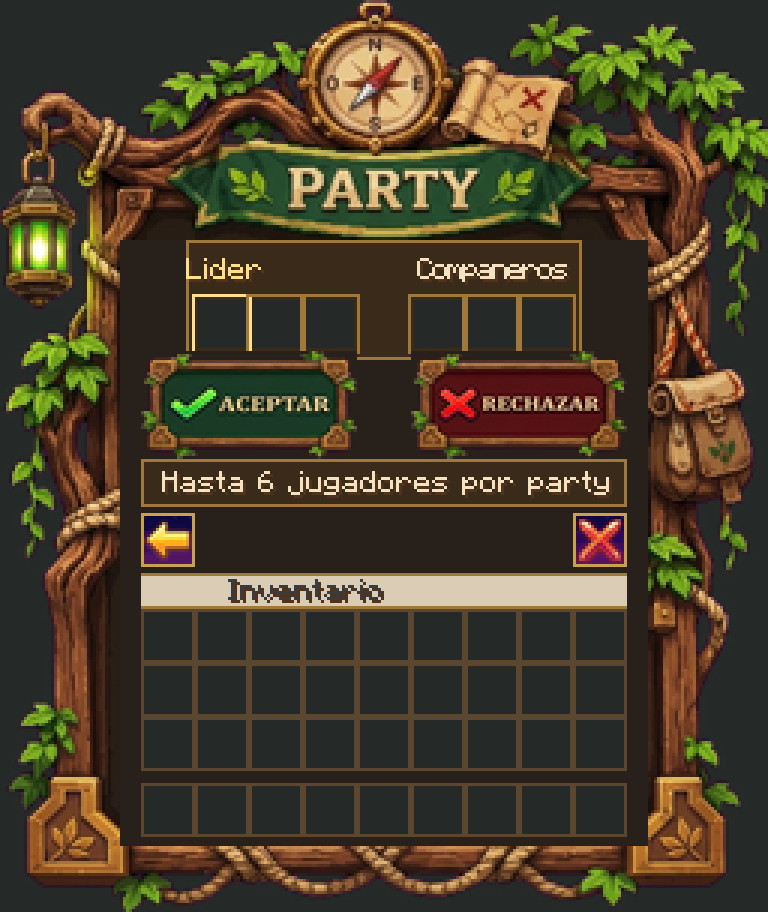 N
O E
S
PARTY
Lider Companeros
ACEPTAR RECHAZAR
Hasta 6 jugadores por party
Inventario